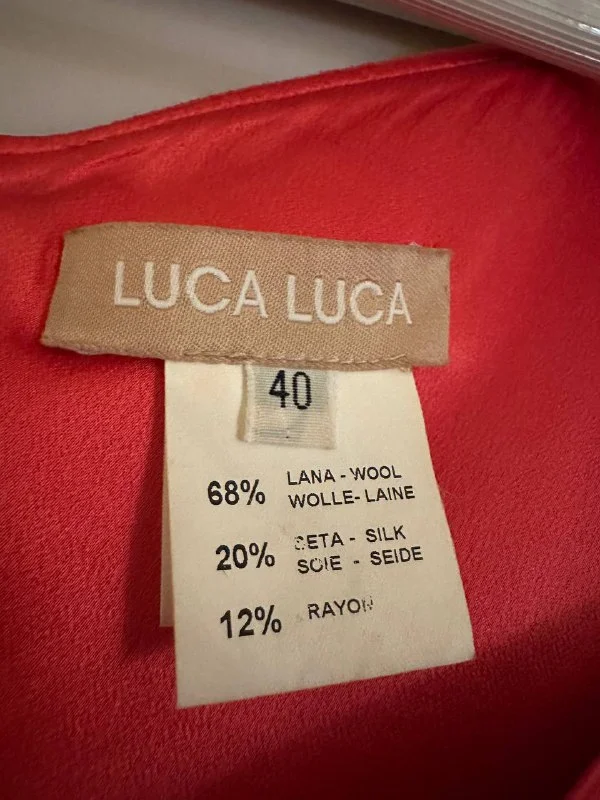 LUCA LUCA
40
68% LANA - WOOL
WOLLE- LAINE
20% SETA - SILK
SOIE - SEIDE
12% RAYON